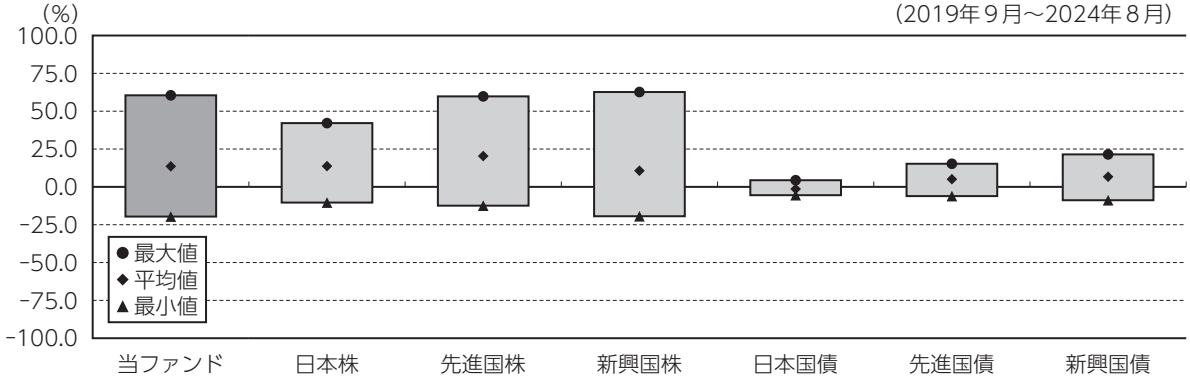 (%)
(2019年９月～2024年８月)
100.0
75.0
50.0
25.0
0.0
-25.0
-50.0
-75.0
-100.0
最大値
平均値
最小値
当ファンド 日本株 先進国株 新興国株 日本国債 先進国債 新興国債